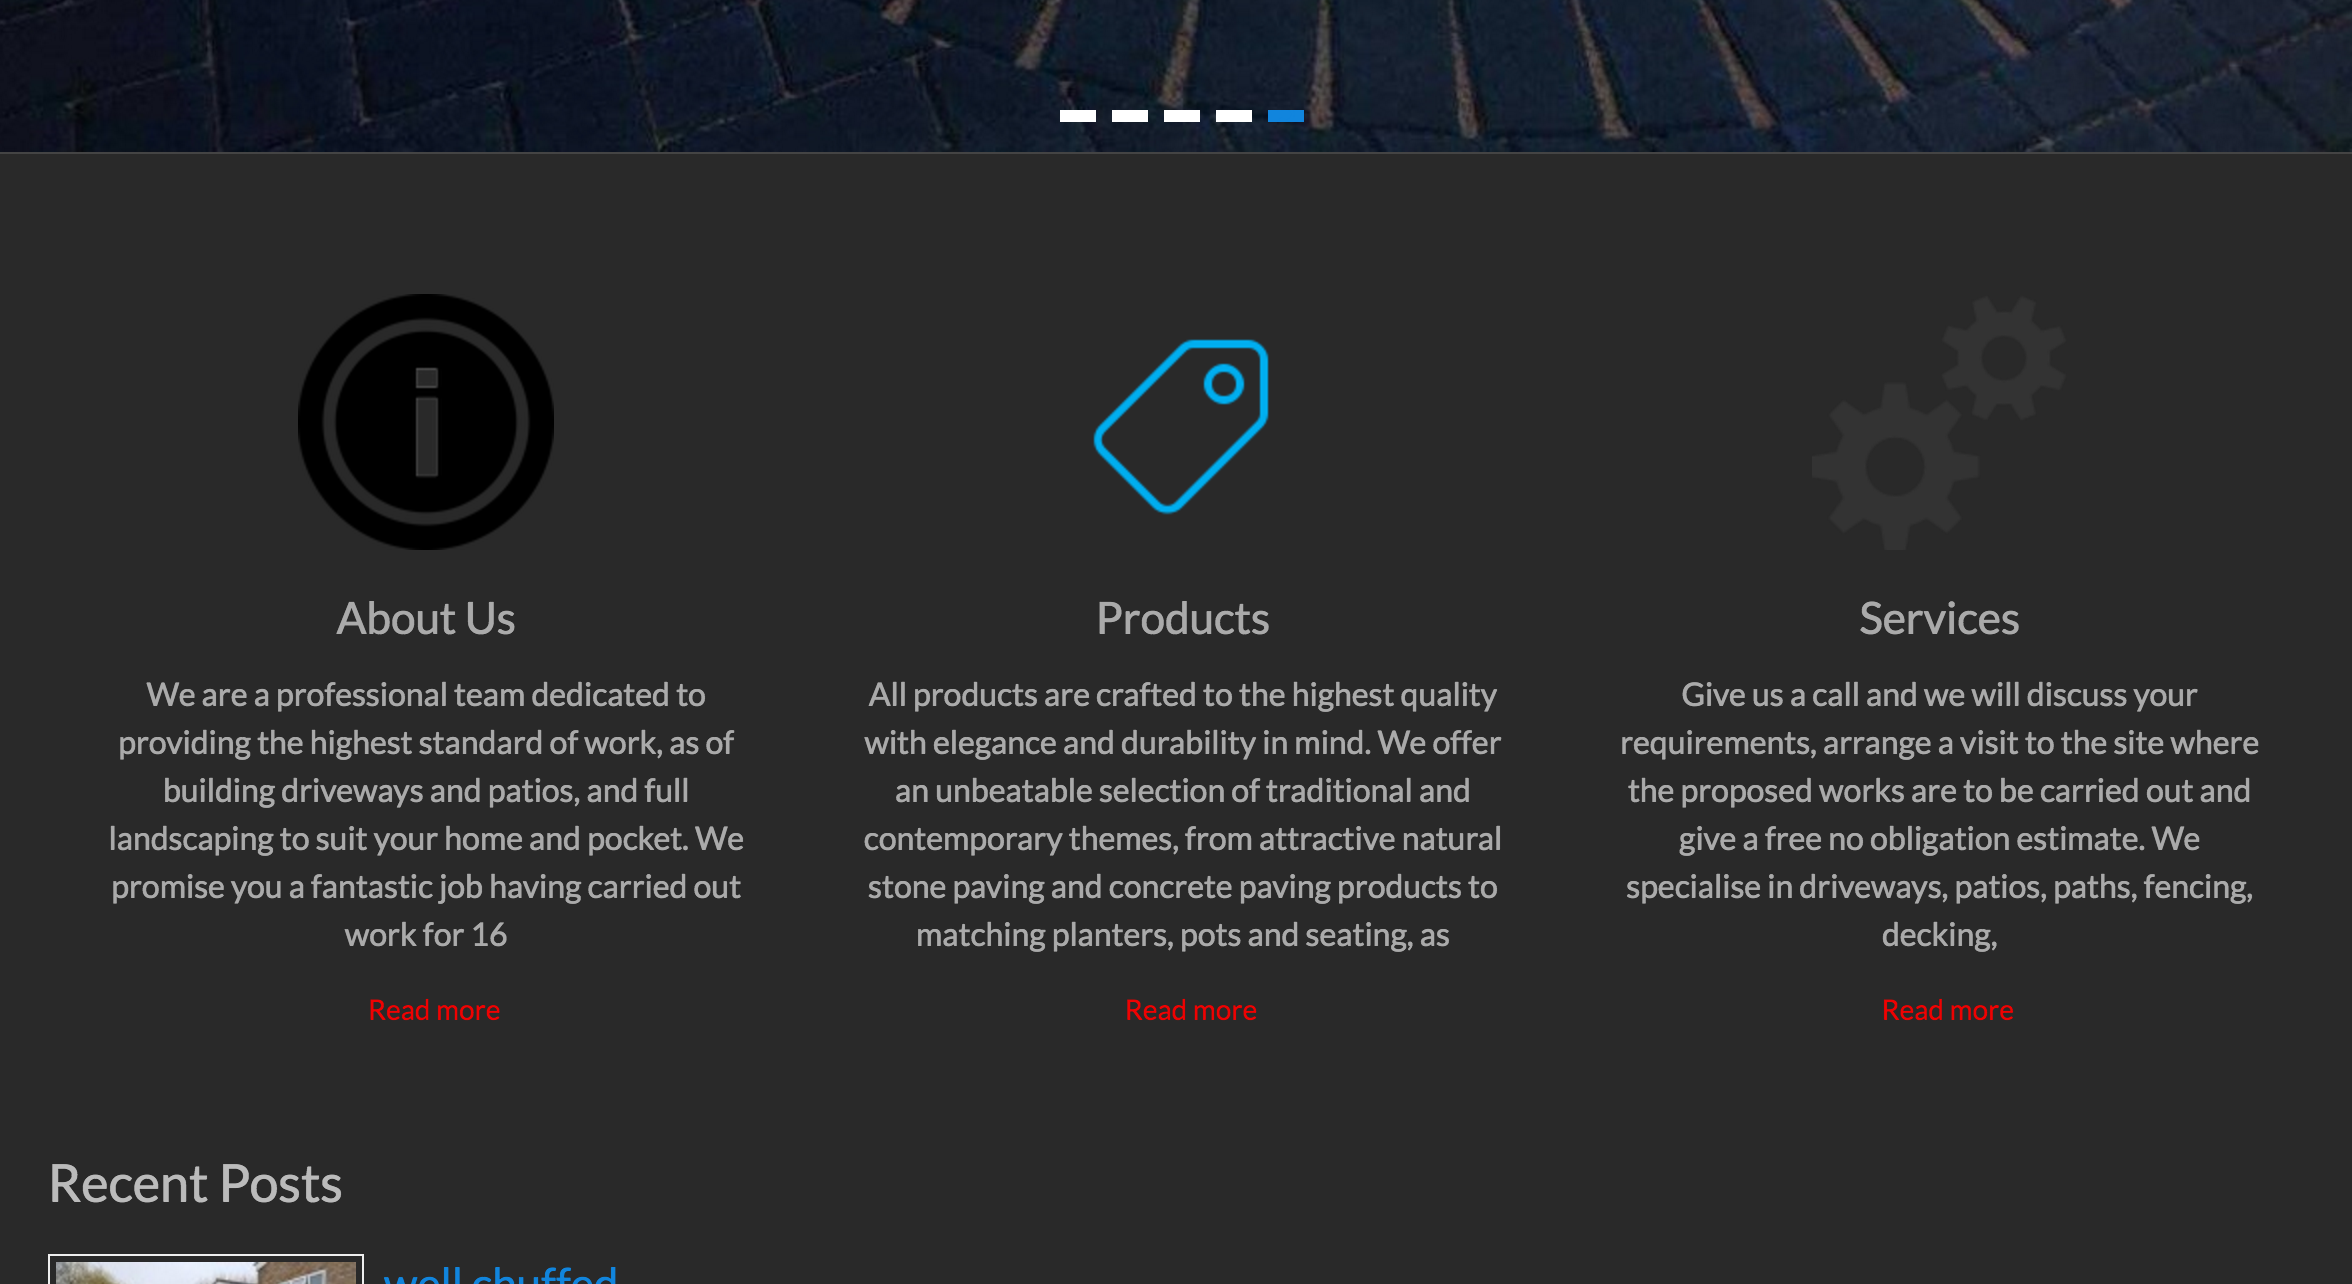 About Us
We are a professional team dedicated to
providing the highest standard of work, as of
building driveways and patios, and full
landscaping to suit your home and pocket. We
promise you a fantastic job having carried out
work for 16
Read more
Products
All products are crafted to the highest quality
with elegance and durability in mind. We offer
an unbeatable selection of traditional and
contemporary themes, from attractive natural
stone paving and concrete paving products to
matching planters, pots and seating, as
Read more
Services
Give us a call and we will discuss your
requirements, arrange a visit to the site where
the proposed works are to be carried out and
give a free no obligation estimate. We
specialise in driveways, patios, paths, fencing,
decking,
Read more
Recent Posts
well chuffed